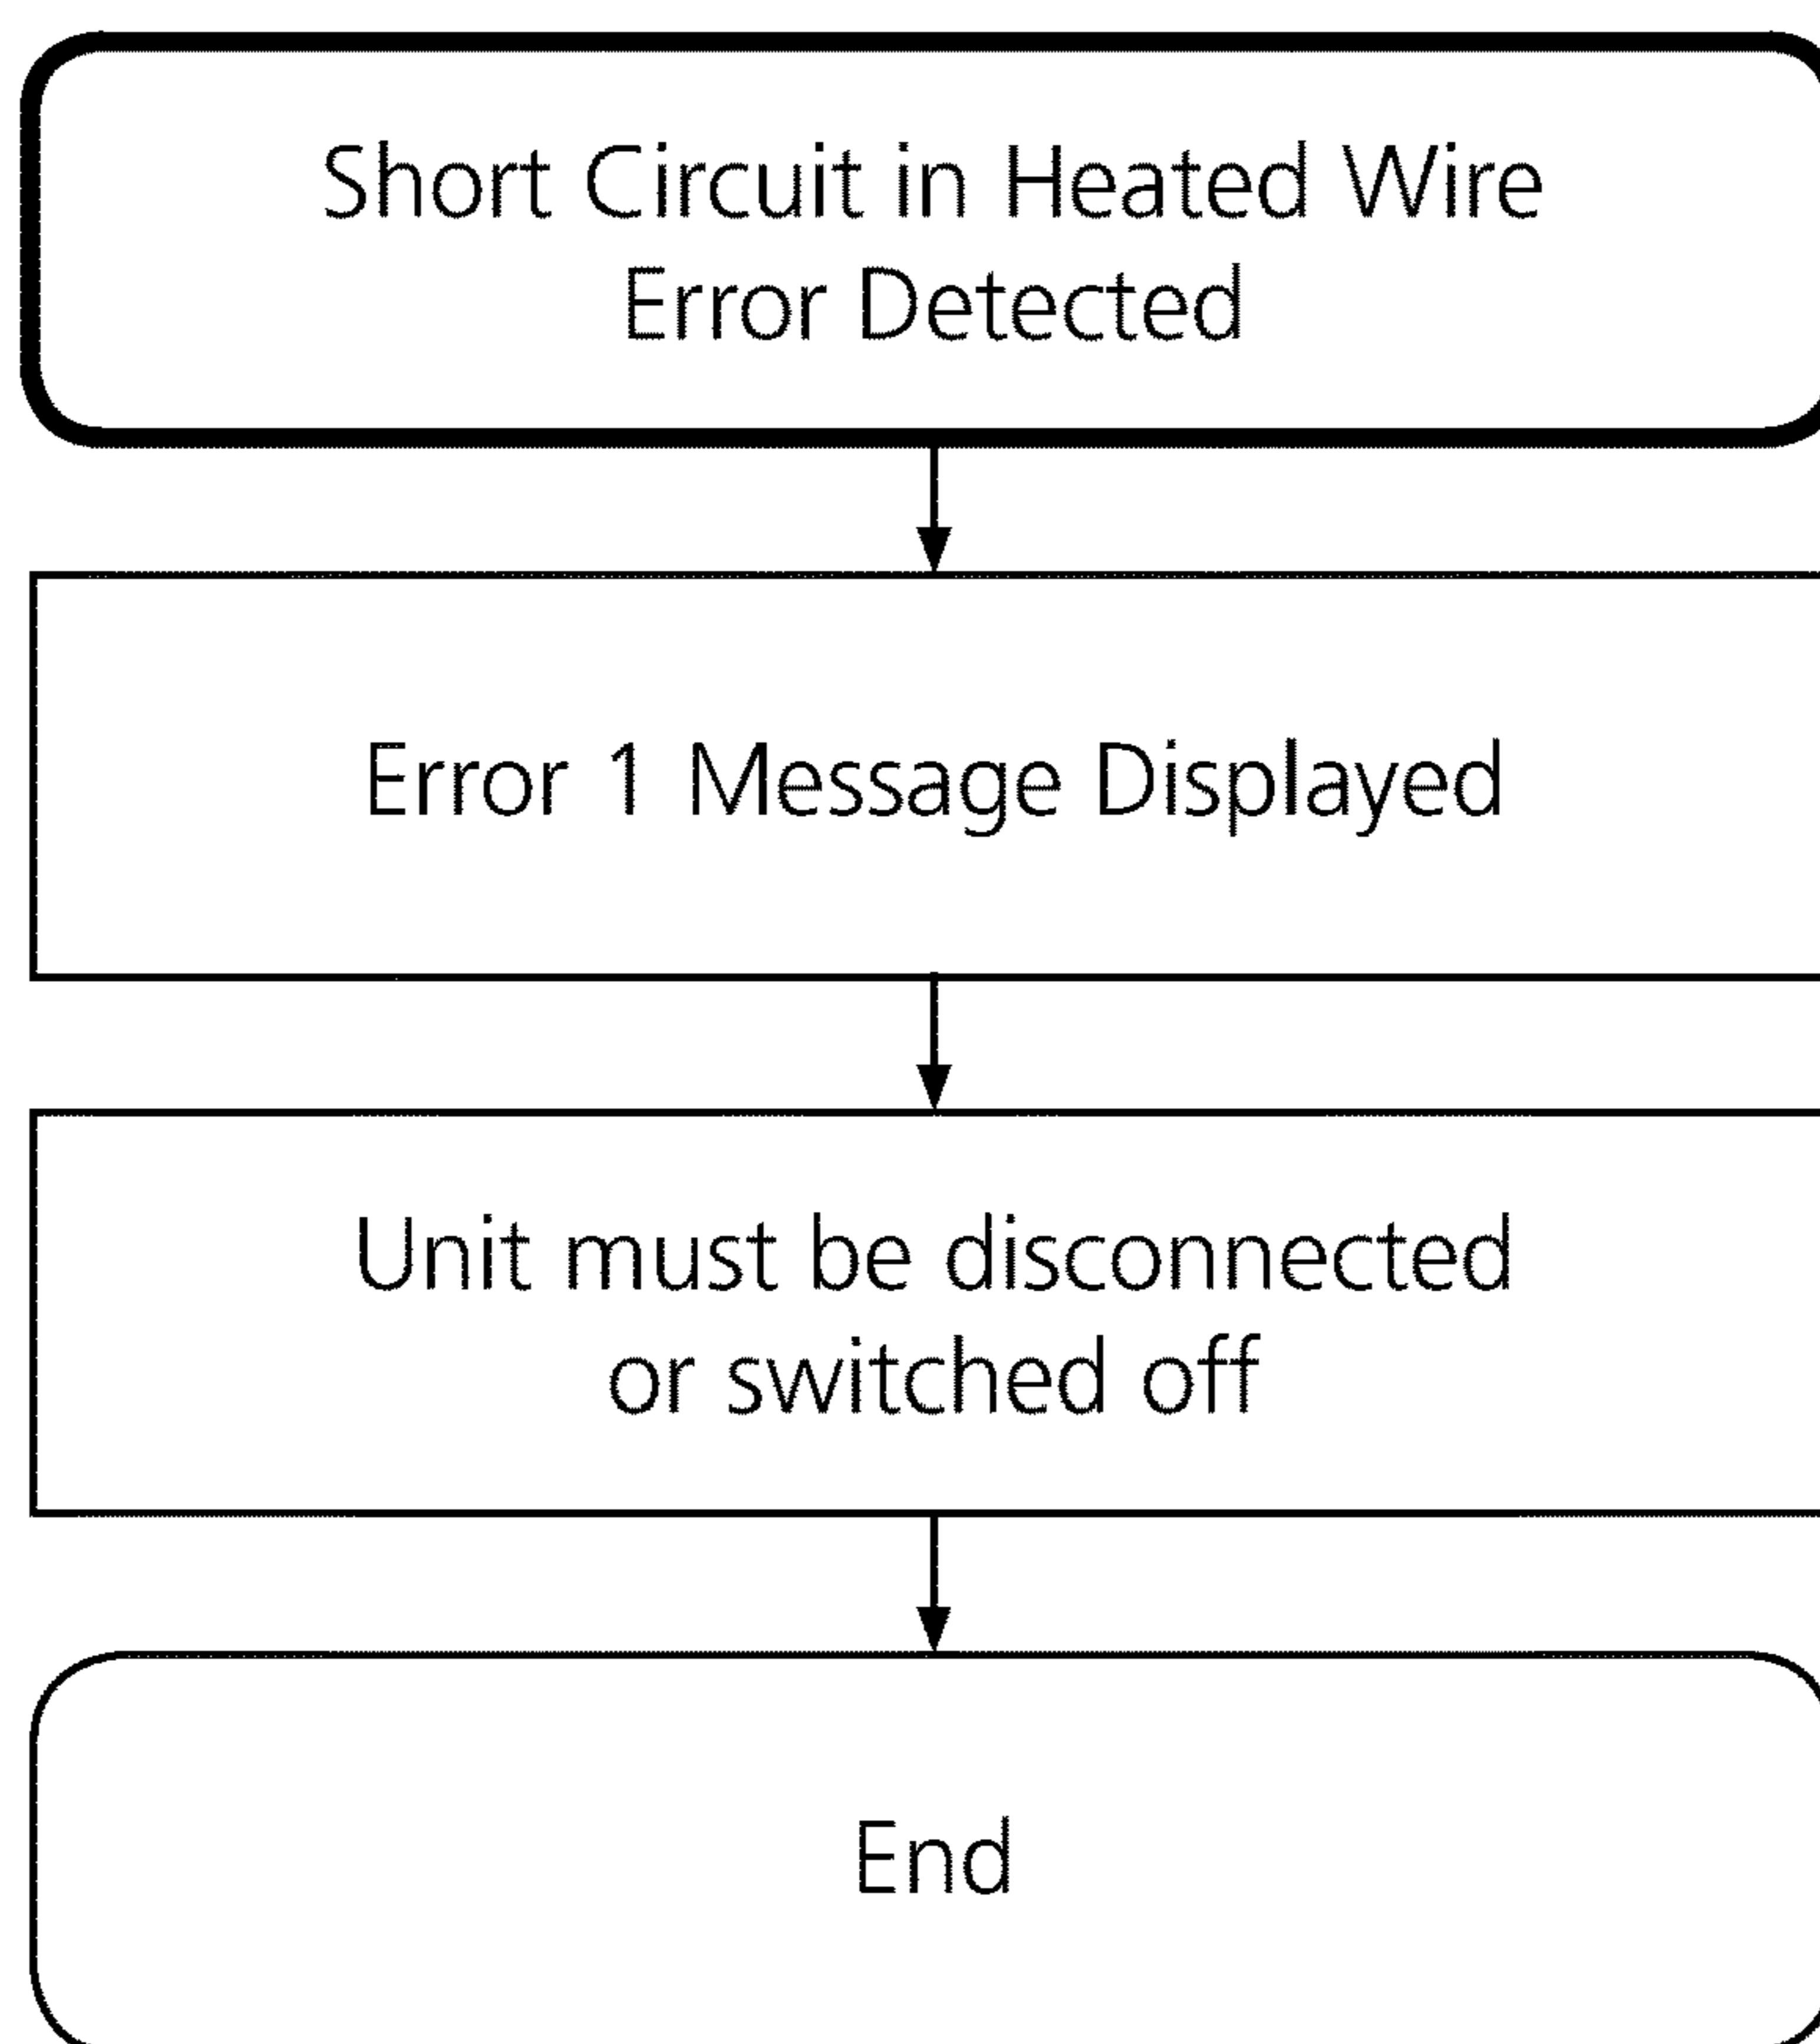 Short Circuit in Heated Wire
Error Detected
Error 1 Message Displayed
Unit must be disconnected
or switched off
End